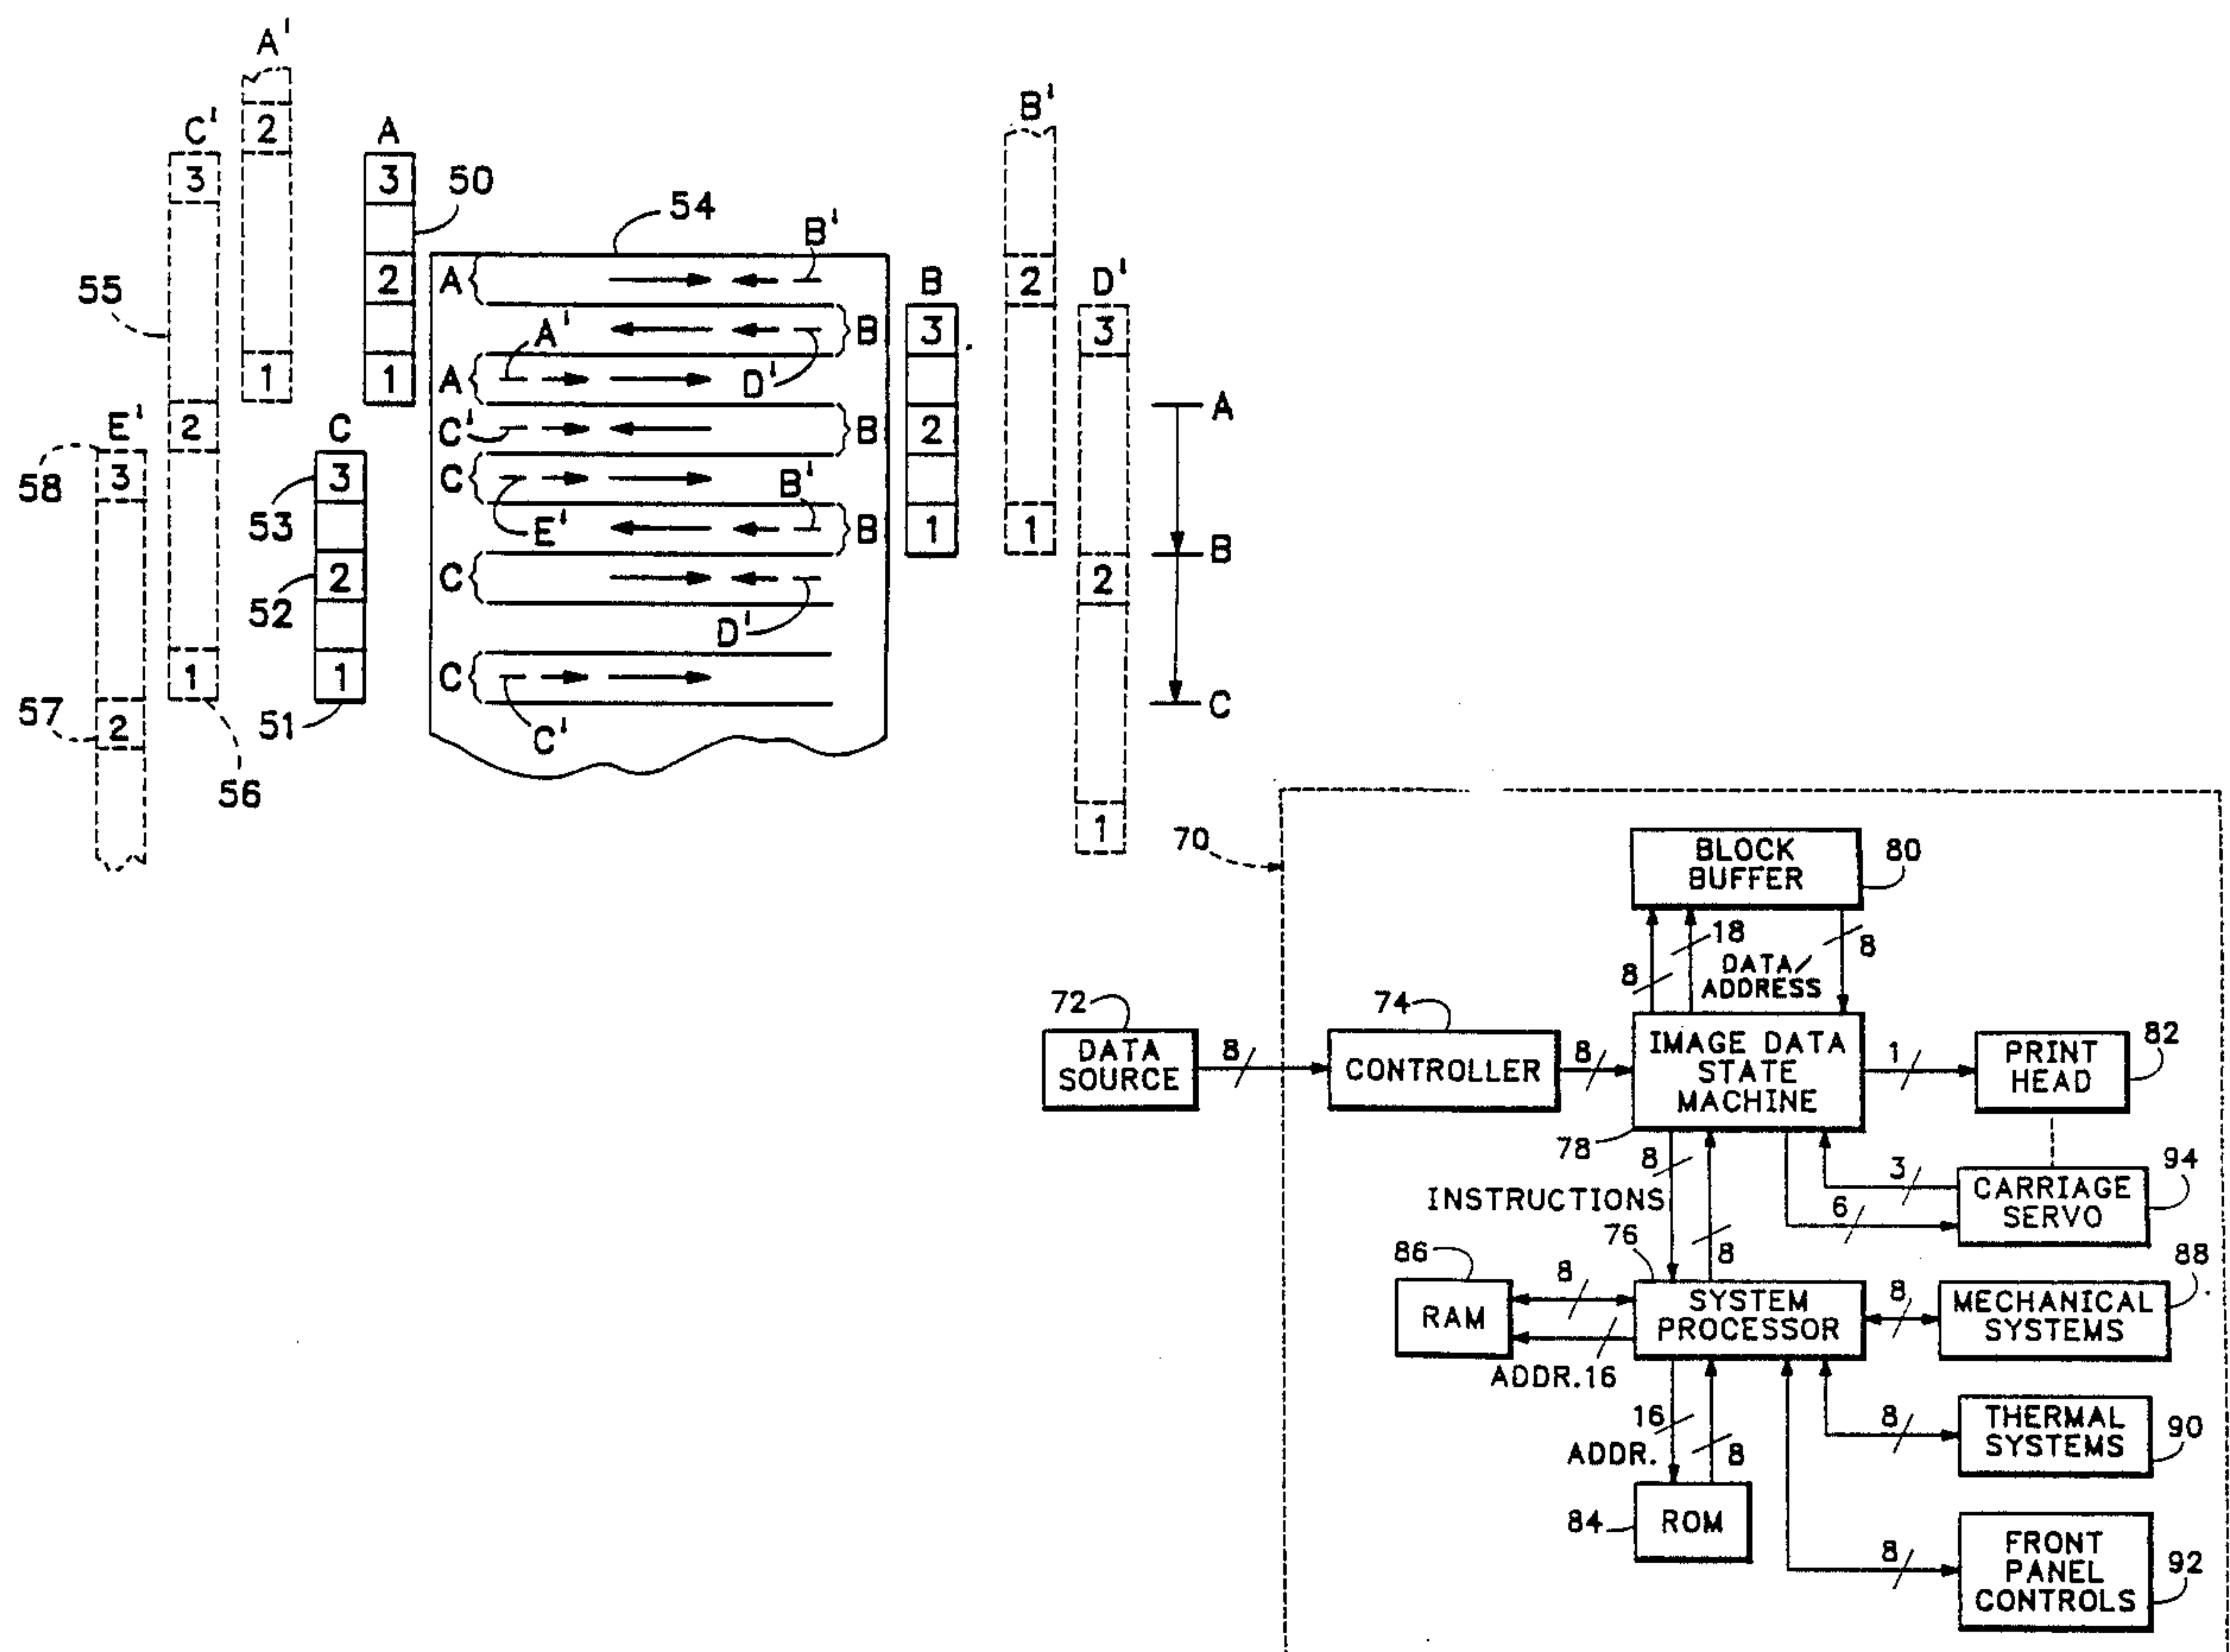 A'
C'
2
A
B'
3
3
50
54
B'
55
2
A
2
B
D'
3
3
A'
B
1
1
A
D'
A
E'
2
C
C'
B
2
58
3
3
C
B'
53
E'
B
1
1
B
2
C
2
52
D'
1
1
C
C
57
2
51
C'
56
1
70
BLOCK
BUFFER
80
18
8
8
DATA/
ADDRESS
72
74
DATA
SOURCE
8
CONTROLLER
8
IMAGE DATA
STATE
MACHINE
1
PRINT
HEAD
82
78
8
3
94
INSTRUCTIONS
6
CARRIAGE
SERVO
76
8
86
8
88
RAM
SYSTEM
PROCESSOR
8
MECHANICAL
SYSTEMS
ADDR.16
16
ADDR.
8
8
THERMAL
SYSTEMS
90
84
ROM
8
FRONT
PANEL
CONTROLS
92